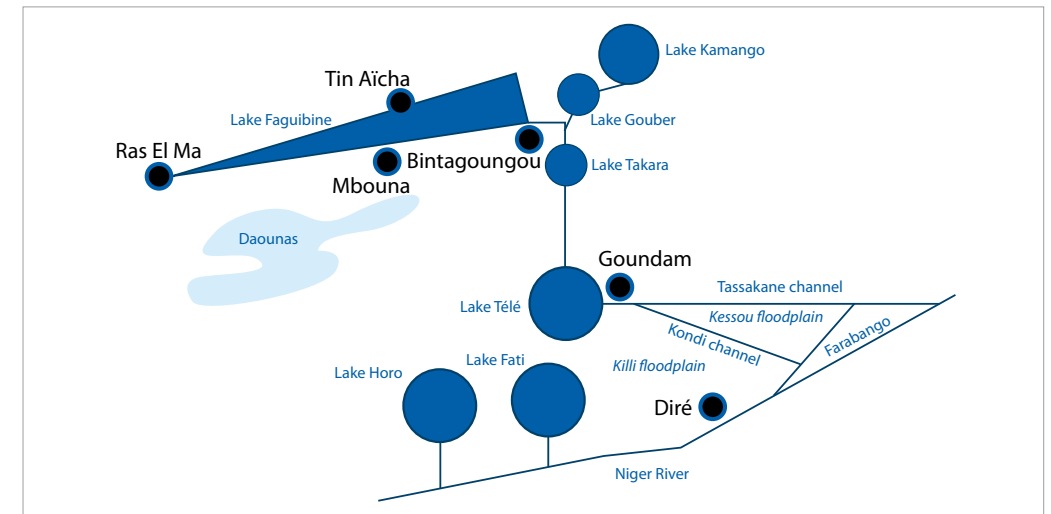 Lake Kamango
Tin Aïcha
Lake Faguibine
Lake Gouber
Ras El Ma
Bintagoungou
Lake Takara
Mbouna
Daounas
Goundam
Tassakane channel
Lake Télé
Kessou floodplain
Kondi channel
Farabango
Lake Fati
Killi floodplain
Lake Horo
Diré
Niger River